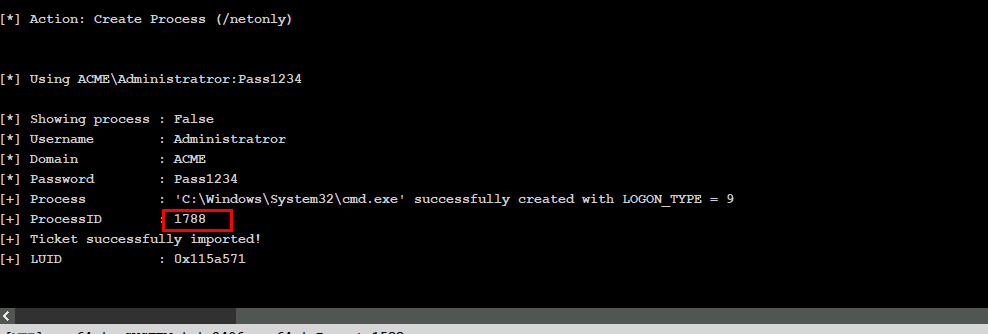 [*] Action: Create Process (/netonly)
[*] Using ACME\Administratror:Pass1234
[*] Showing process : False
[*] Username : Administratror
[*] Domain : ACME
[*] Password : Pass1234
[+] Process : 'C:\Windows\System32\cmd.exe' successfully created with LOGON_TYPE = 9
[+] ProcessID : 1788
[+] Ticket successfully imported!
[+] LUID : 0x115a571